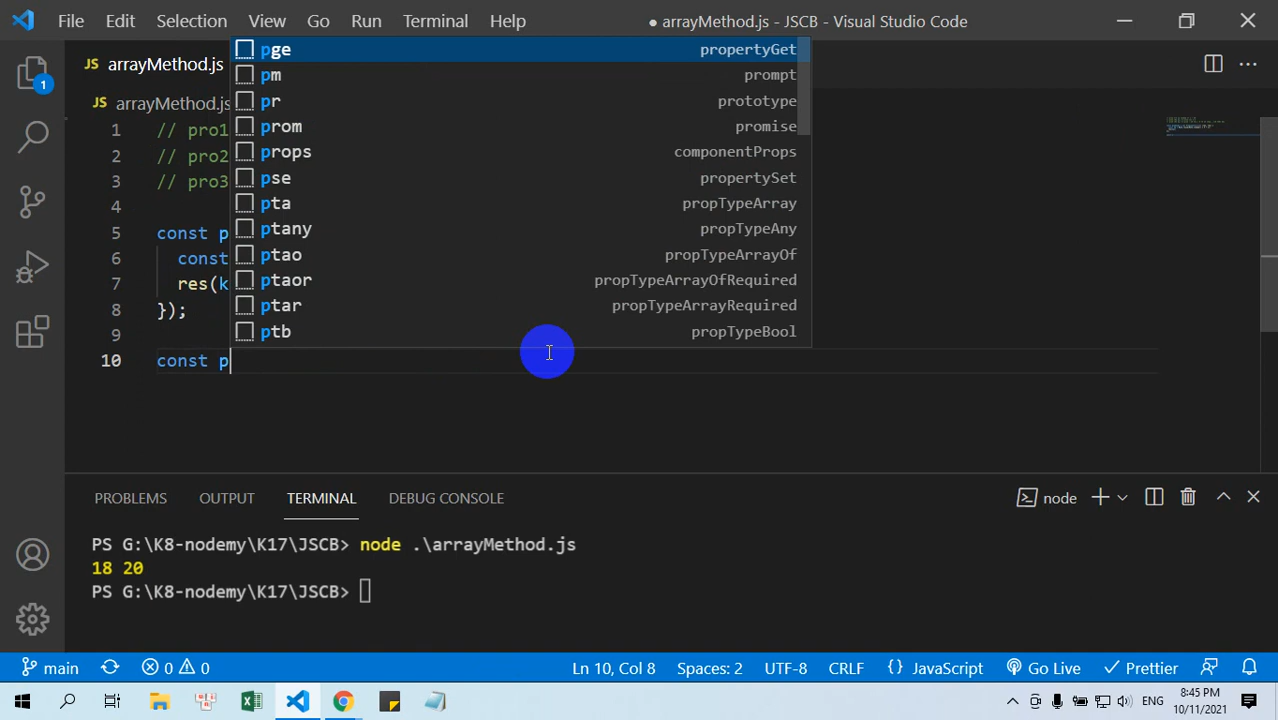 File Edit Selection View Go Run Terminal Help ● arrayMethod.js - JSCB - Visual Studio Code
JS arrayMethod.js
JS arrayMethod.js
1 // pro1
2 // pro2
3 // pro3
4
5 const p
6 const
7 res(k
8 });
9
10 const p
pge propertyGet
pm prompt
pr prototype
prom promise
props componentProps
pse propertySet
pta propTypeArray
ptany propTypeAny
ptao propTypeArrayOf
ptaor propTypeArrayOfRequired
ptar propTypeArrayRequired
ptb propTypeBool
1
PROBLEMS OUTPUT TERMINAL DEBUG CONSOLE node
PS G:\K8-nodemy\K17\JSCB> node .\arrayMethod.js
18 20
PS G:\K8-nodemy\K17\JSCB>
main 0 0 Ln 10, Col 8 Spaces: 2 UTF-8 CRLF {} JavaScript Go Live Prettier
ENG 8:45 PM
10/11/2021